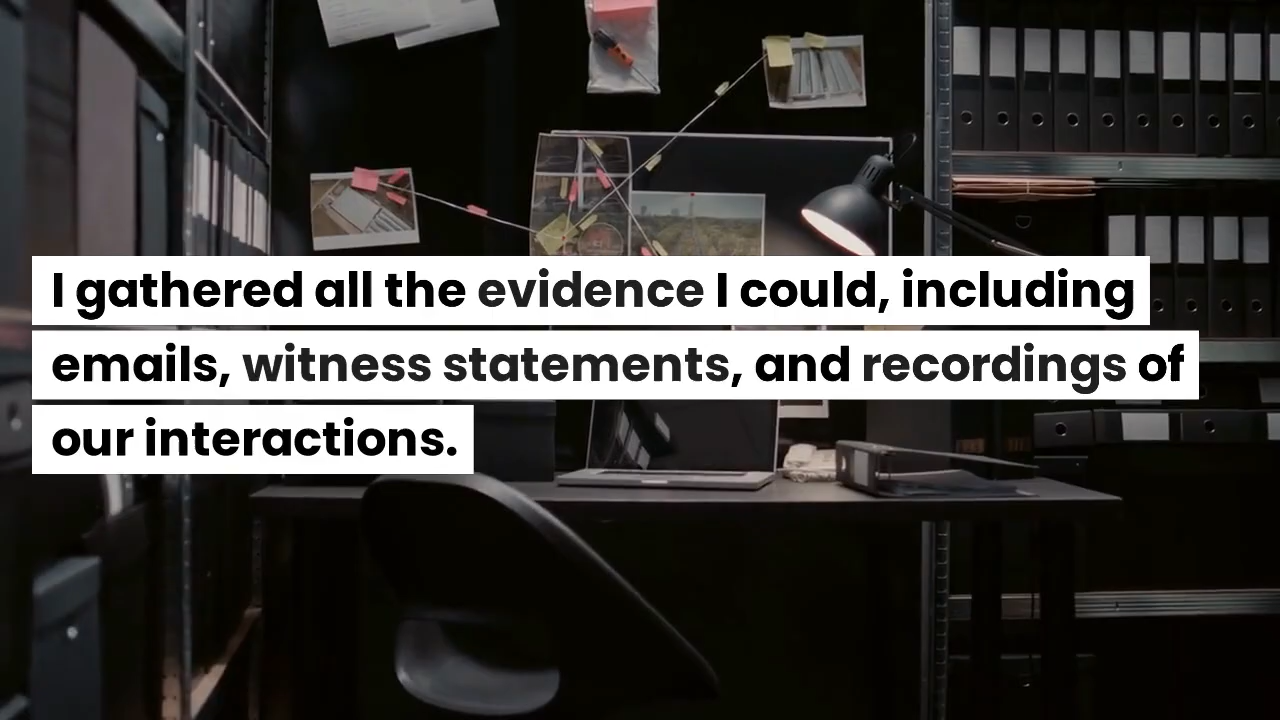 I gathered all the evidence I could, including
emails, witness statements, and recordings of
our interactions.